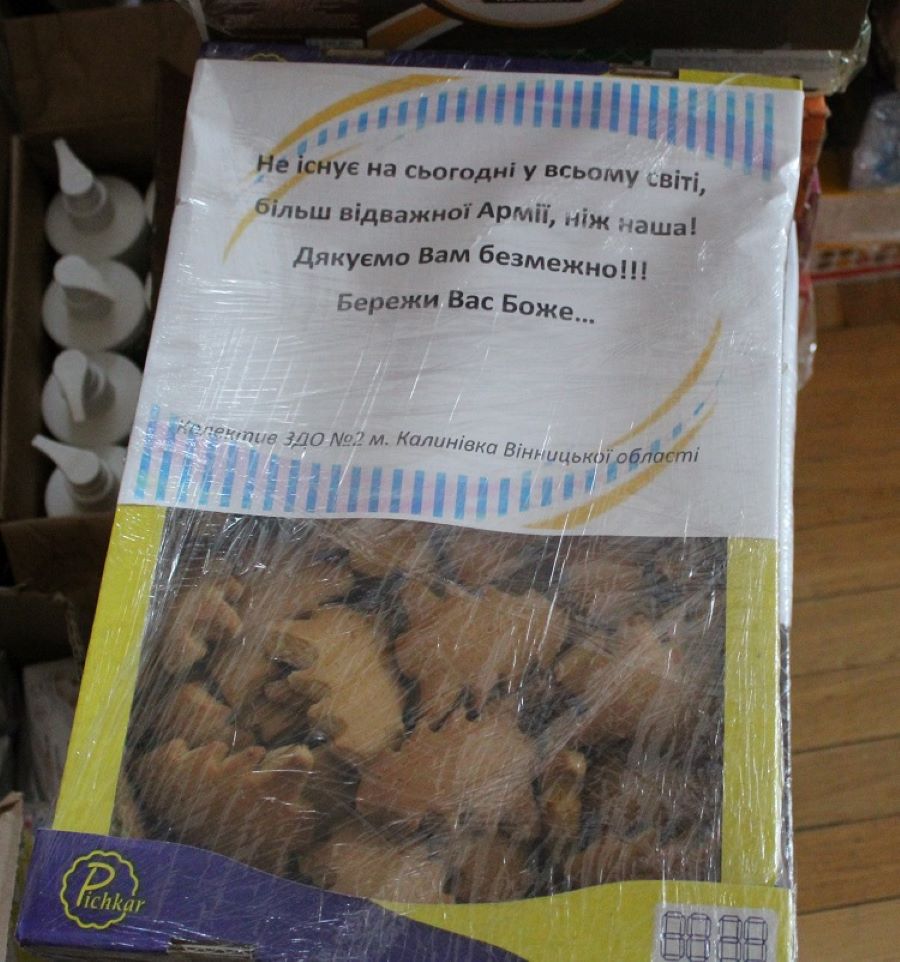 Не існує на сьогодні у всьому світі,
більш відважної Армії, ніж наша!
Дякуємо Вам безмежно!!!
Бережи Вас Боже...
Колектив ЗДО №2 м. Калинівка Вінницької області
Pichkar